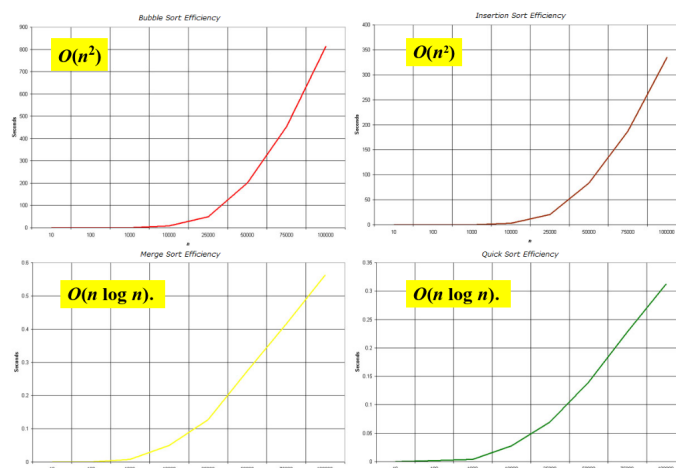 Bubble Sort Efficiency
900
800
700
600
500
400
300
200
100
0
Seconds
O(n²)
10 100 1000 10000 25000 50000 75000 100000
n
Insertion Sort Efficiency
400
350
300
250
200
150
100
50
0
Seconds
O(n²)
10 100 1000 10000 25000 50000 75000 100000
Merge Sort Efficiency
0.6
0.5
0.4
0.3
0.2
0.1
0
Seconds
O(n log n).
Quick Sort Efficiency
0.35
0.3
0.25
0.2
0.15
0.1
0.05
0
Seconds
O(n log n).